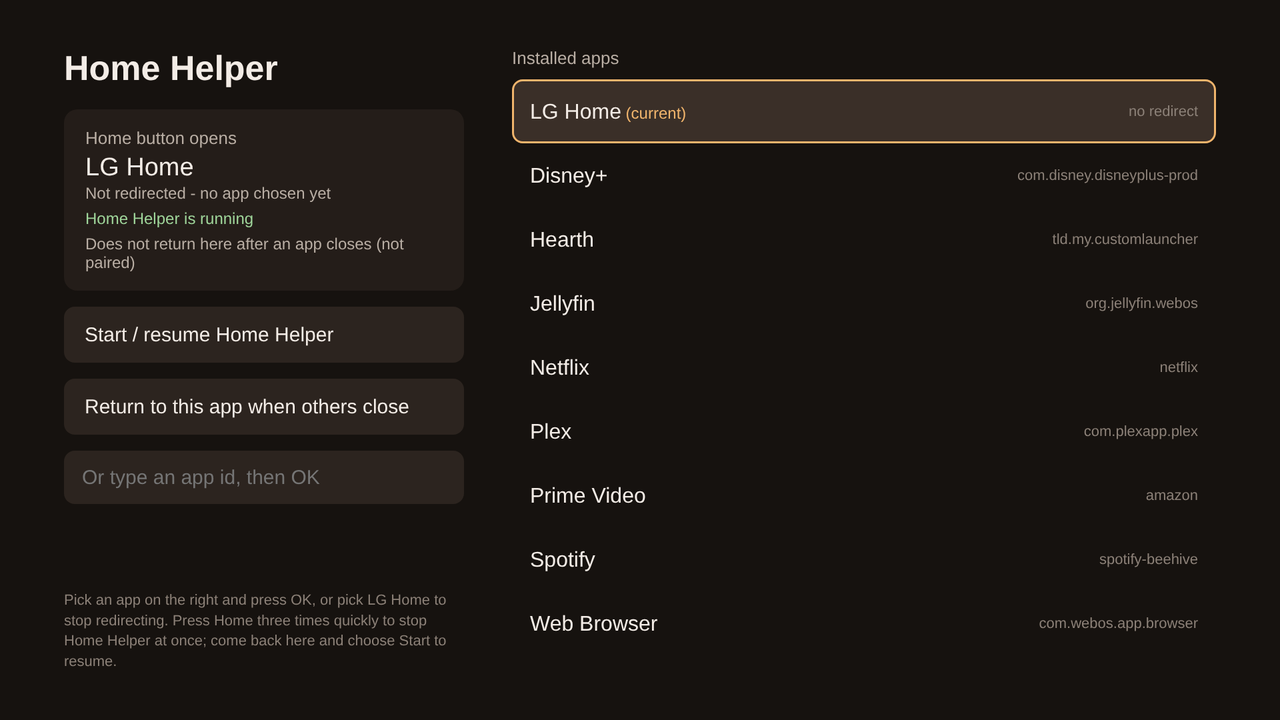 Home Helper
Home button opens
LG Home
Not redirected - no app chosen yet
Home Helper is running
Does not return here after an app closes (not
paired)
Start / resume Home Helper
Return to this app when others close
Or type an app id, then OK
Pick an app on the right and press OK, or pick LG Home to
stop redirecting. Press Home three times quickly to stop
Home Helper at once; come back here and choose Start to
resume.
Installed apps
LG Home (current) no redirect
Disney+ com.disney.disneyplus-prod
Hearth tld.my.customlauncher
Jellyfin org.jellyfin.webos
Netflix netflix
Plex com.plexapp.plex
Prime Video amazon
Spotify spotify-beehive
Web Browser com.webos.app.browser